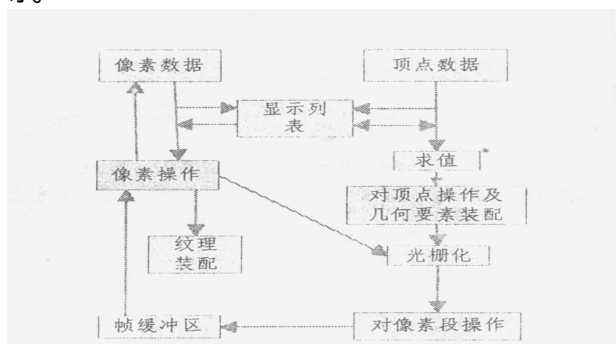 像素数据
顶点数据
显示列
表
求值
像素操作
对顶点操作及
几何要素装配
纹理
装配
光栅化
帧缓冲区
对像素段操作